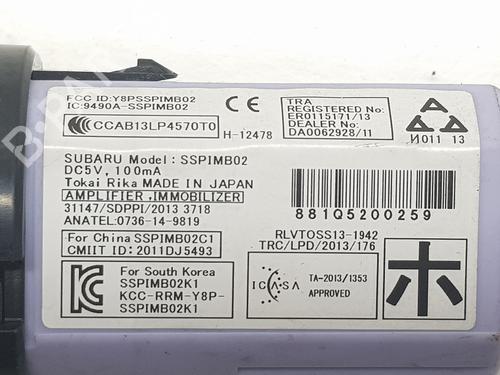 FCC ID:Y8PSSPIMB02
IC:9490A-SSPIMB02
CCAB13LP4570T0
H-12478
CE
TRA
REGISTERED No:
ER0115171/13
DEALER No:
DA0062928/11
И011 13
SUBARU Model: SSPIMB02
DC5V, 100mA
Tokai Rika MADE IN JAPAN
AMPLIFIER, IMMOBILIZER
31147/SDPPI/2013 3718
ANATEL:0736-14-9819
88105200259
For China SSPIMB02C1
CMIIT ID: 2011DJ5493
RLVTOSS13-1942
TRC/LPD/2013/176
For South Korea
SSPIMB02K1
KCC-RRM-Y8P-
SSPIMB02K1
ICASA
TA-2013/1353
APPROVED
ホ